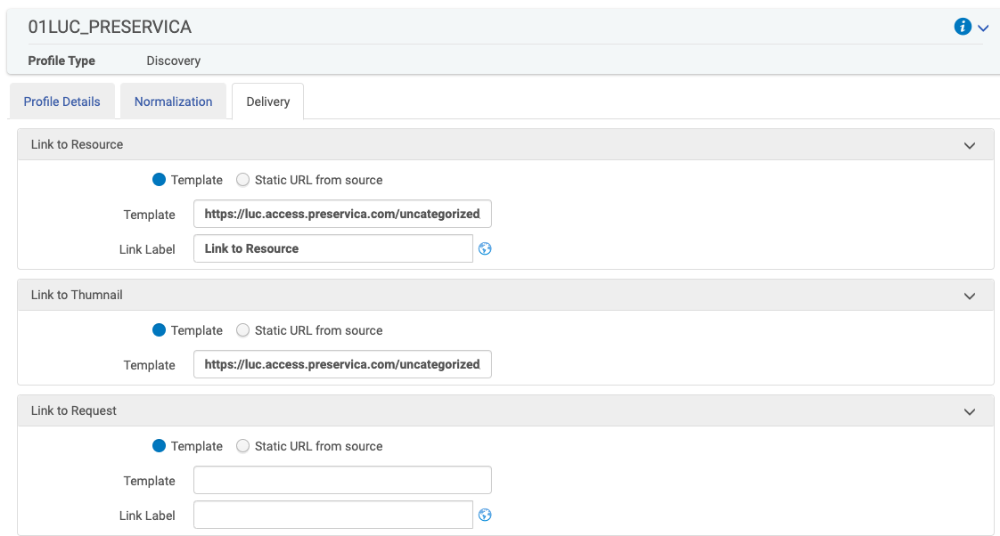 01LUC_PRESERVICA
Profile Type Discovery
Profile Details Normalization Delivery
Link to Resource
Template Static URL from source
Template https://luc.access.preservica.com/uncategorized
Link Label Link to Resource
Link to Thumnail
Template Static URL from source
Template https://luc.access.preservica.com/uncategorized
Link to Request
Template Static URL from source
Template
Link Label